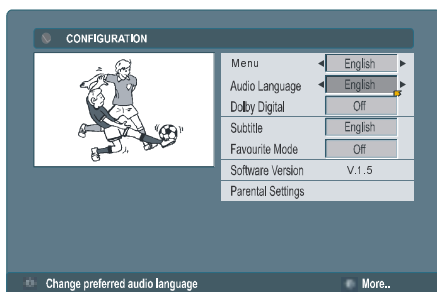 CONFIGURATION
Menu English
Audio Language English
Dolby Digital Off
Subtitle English
Favourite Mode Off
Software Version V.1.5
Parental Settings
Change preferred audio language More..